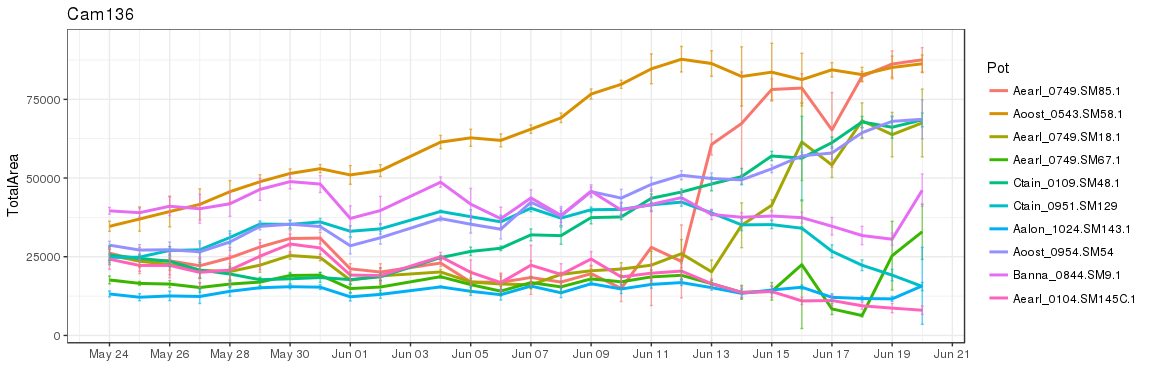 Cam136
TotalArea
75000
50000
25000
0
May 24 May 26 May 28 May 30 Jun 01 Jun 03 Jun 05 Jun 07 Jun 09 Jun 11 Jun 13 Jun 15 Jun 17 Jun 19 Jun 21
Pot
Aearl_0749.SM85.1
Aoost_0543.SM58.1
Aearl_0749.SM18.1
Aearl_0749.SM67.1
Ctain_0109.SM48.1
Ctain_0951.SM129
Aalon_1024.SM143.1
Aoost_0954.SM54
Banna_0844.SM9.1
Aearl_0104.SM145C.1